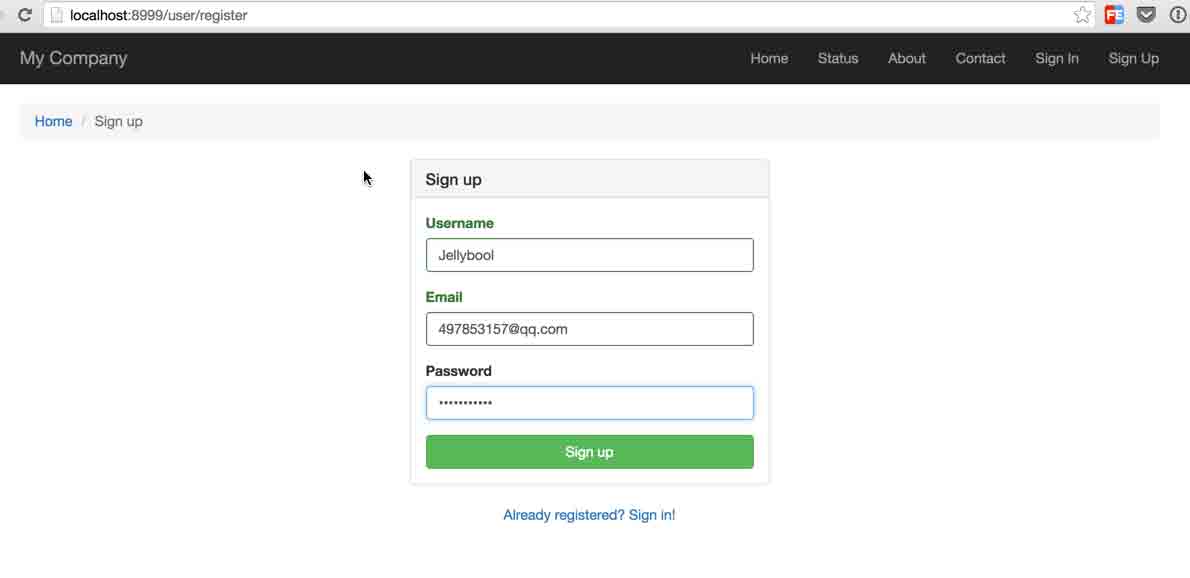 localhost:8999/user/register
FE
My Company Home Status About Contact Sign In Sign Up
Home / Sign up
Sign up
Username
Jellybool
Email
497853157@qq.com
Password
•••••••••••
Sign up
Already registered? Sign in!